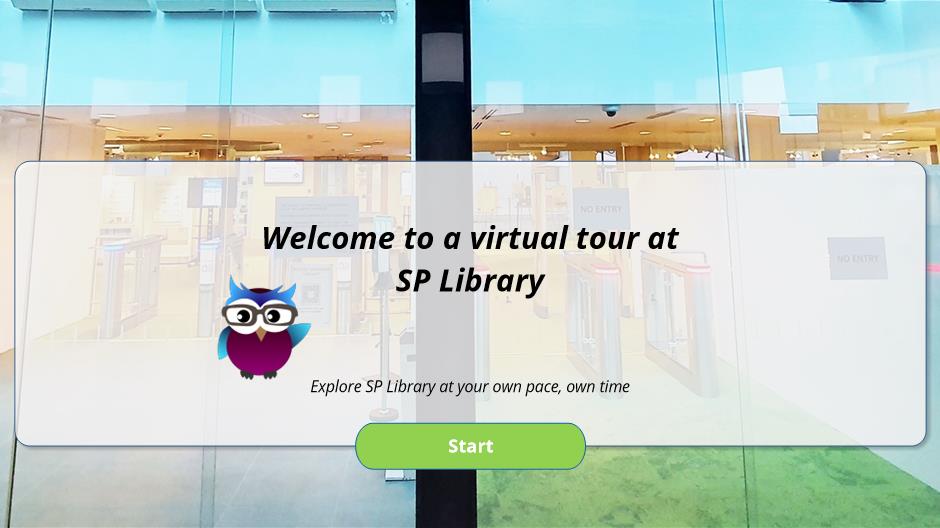 NO ENTRY
Welcome to a virtual tour at
SP Library
NO ENTRY
Explore SP Library at your own pace, own time
Start